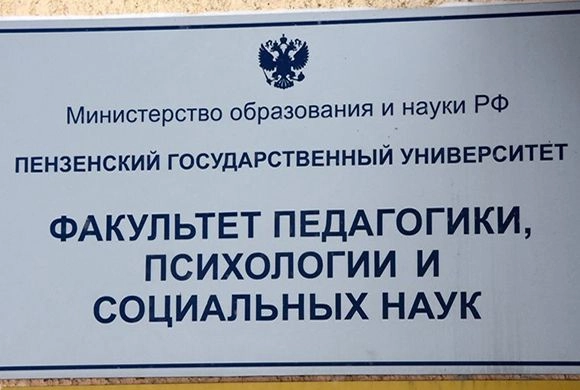 Министерство образования и науки РФ
ПЕНЗЕНСКИЙ ГОСУДАРСТВЕННЫЙ УНИВЕРСИТЕТ
ФАКУЛЬТЕТ ПЕДАГОГИКИ,
ПСИХОЛОГИИ И
СОЦИАЛЬНЫХ НАУК